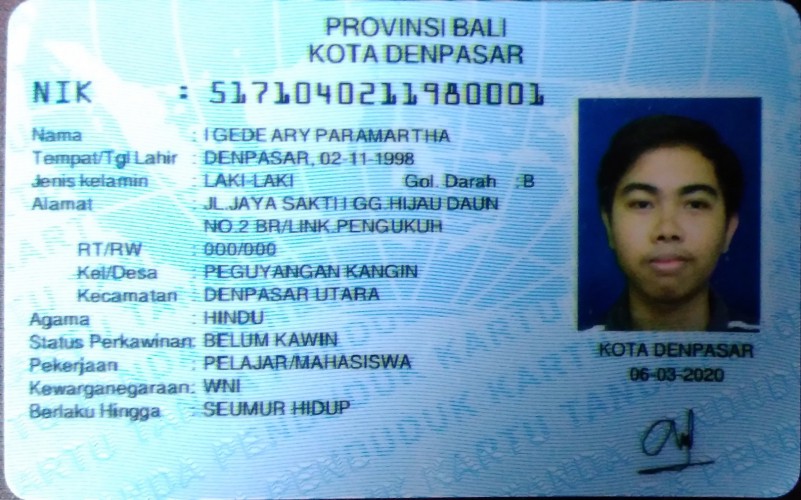 PROVINSI BALI
KOTA DENPASAR
NIK : 5171040211980001
Nama : I GEDE ARY PARAMARTHA
Tempat/Tgl Lahir : DENPASAR, 02-11-1998
Jenis kelamin : LAKI-LAKI Gol. Darah : B
Alamat : JL.JAYA SAKTI I GG.HIJAU DAUN
NO.2 BR/LINK.PENGUKUH
RT/RW : 000/000
Kel/Desa : PEGUYANGAN KANGIN
Kecamatan : DENPASAR UTARA
Agama : HINDU
Status Perkawinan: BELUM KAWIN
Pekerjaan : PELAJAR/MAHASISWA
Kewarganegaraan: WNI
Berlaku Hingga : SEUMUR HIDUP
KOTA DENPASAR
06-03-2020